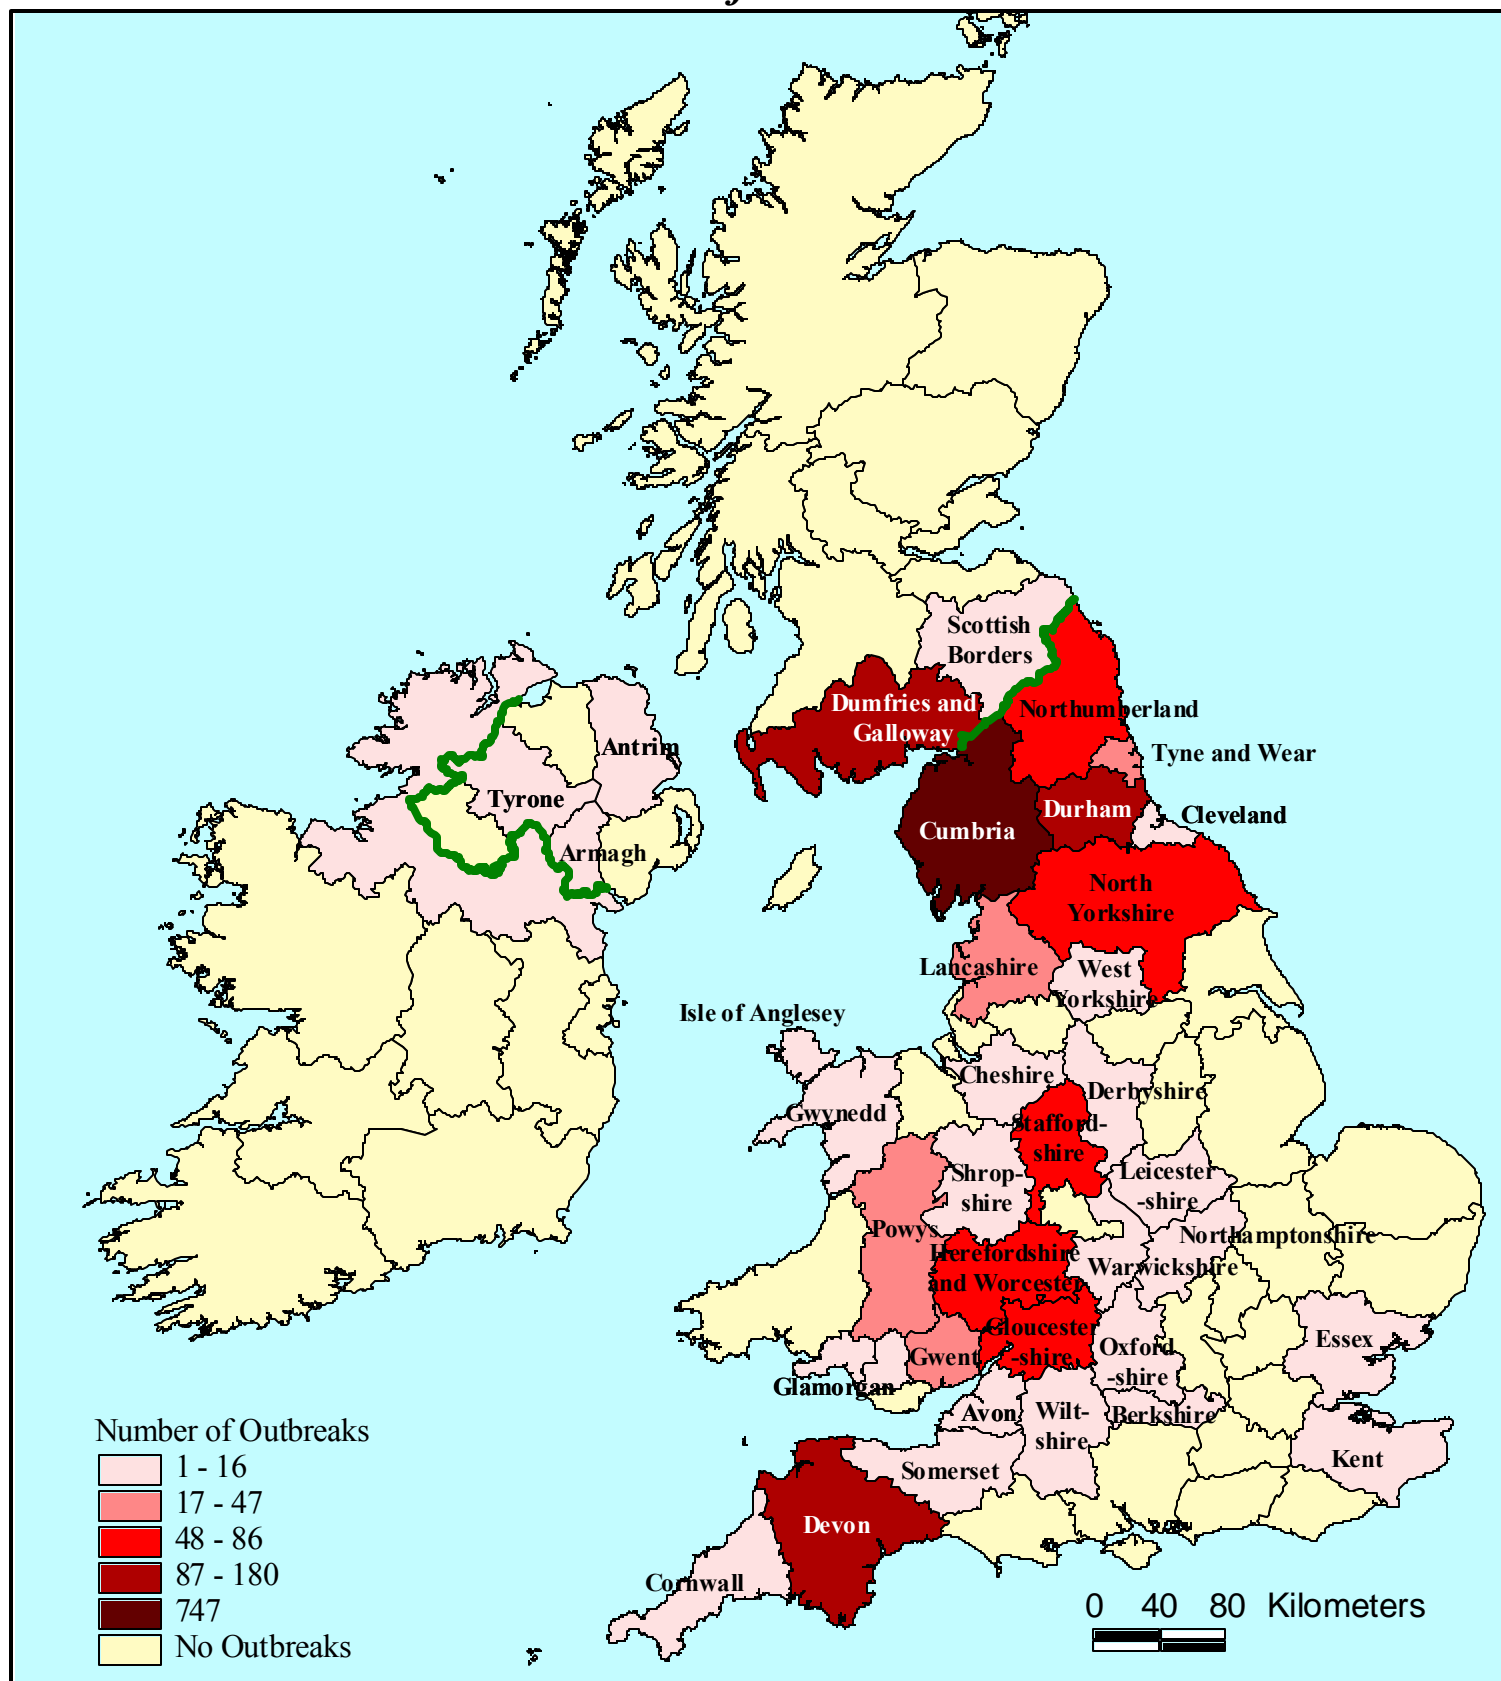 Scottish
Borders
Dumfries and
Galloway
Northumberland
Tyne and Wear
Antrim
Tyrone
Armagh
Durham
Cleveland
Cumbria
North
Yorkshire
Lancashire
West
Yorkshire
Isle of Anglesey
Cheshire
Derbyshire
Gwynedd
Stafford-
shire
Shrop-
shire
Leicester
-shire
Powys
Northamptonshire
Herefordshire
and Worcester
Warwickshire
Gloucester
-shire
Oxford
-shire
Essex
Gwent
Glamorgan
Avon
Wilt-
shire
Berkshire
Kent
Somerset
Devon
Cornwall
Number of Outbreaks
1 - 16
17 - 47
48 - 86
87 - 180
747
No Outbreaks
0 40 80 Kilometers